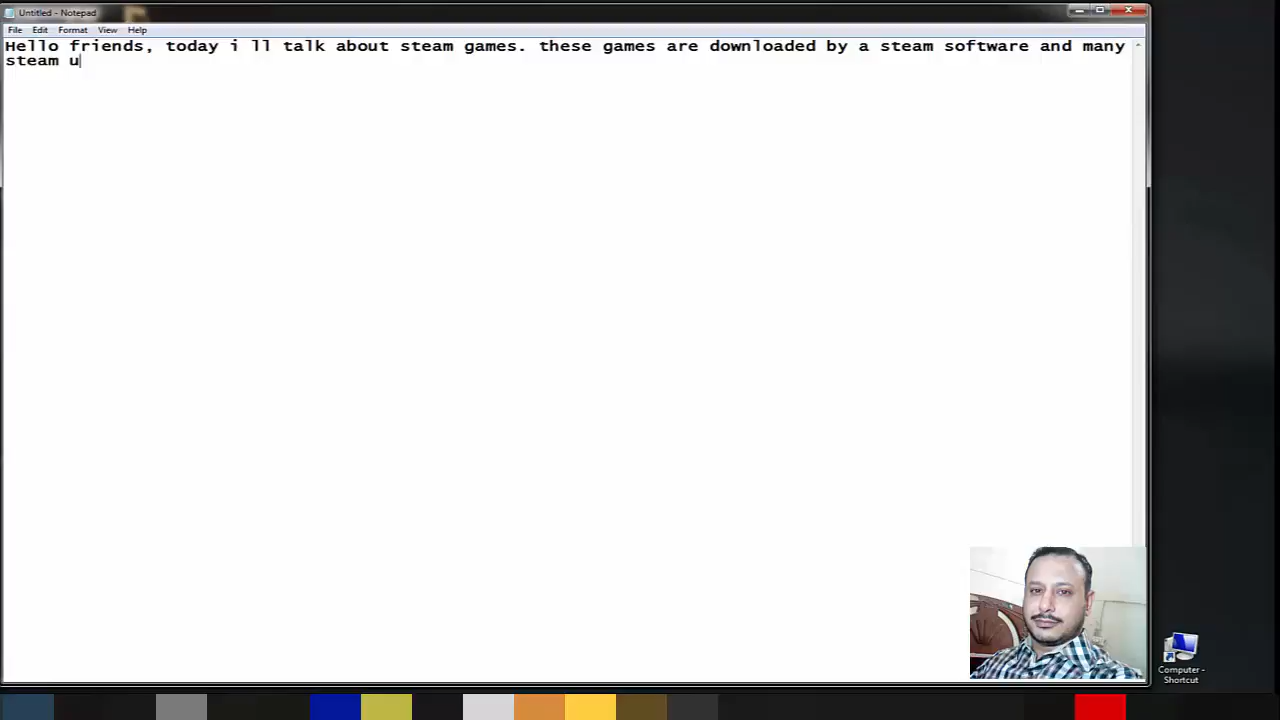 Untitled - Notepad
File Edit Format View Help
Hello friends, today i ll talk about steam games. these games are downloaded by a steam software and many
steam u
Computer -
Shortcut